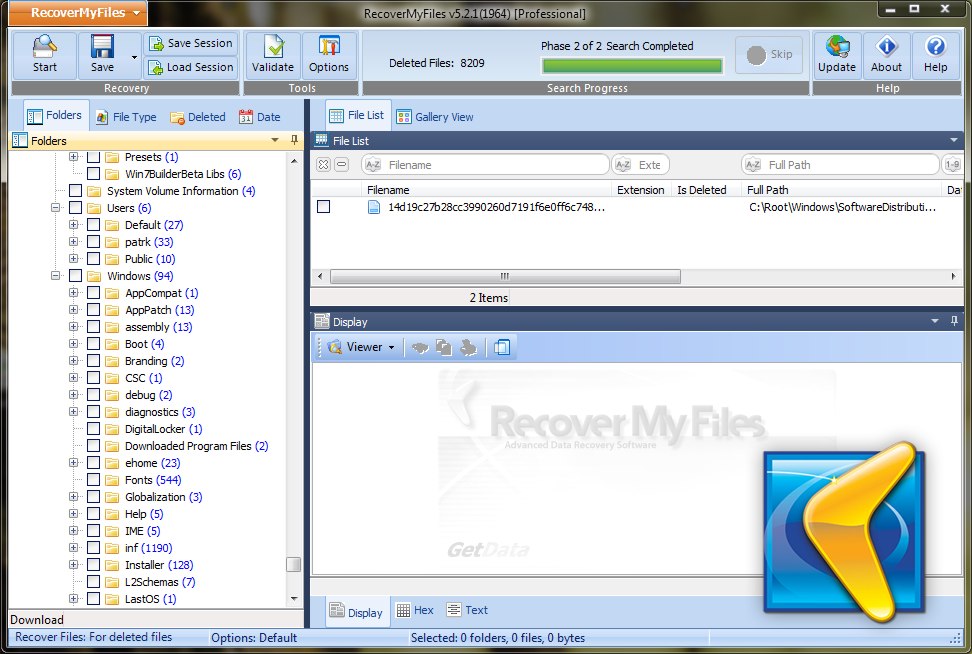 RecoverMyFiles
RecoverMyFiles v5.2.1(1964) [Professional]
Start
Save
Save Session
Load Session
Recovery
Validate
Options
Tools
Deleted Files: 8209
Phase 2 of 2 Search Completed
Skip
Search Progress
Update
About
Help
Help
Folders
File Type
Deleted
Date
File List
Gallery View
Folders
File List
Presets (1)
Win7BuilderBeta Libs (6)
System Volume Information (4)
Users (6)
Default (27)
patrk (33)
Public (10)
Windows (94)
AppCompat (1)
AppPatch (13)
assembly (13)
Boot (4)
Branding (2)
CSC (1)
debug (2)
diagnostics (3)
DigitalLocker (1)
Downloaded Program Files (2)
ehome (23)
Fonts (544)
Globalization (3)
Help (5)
IME (5)
inf (1190)
Installer (128)
L2Schemas (7)
LastOS (1)
A-Z Filename
A-Z Exte
A-Z Full Path
1-9
Filename Extension Is Deleted Full Path Da
14d19c27b28cc3990260d7191f6e0ff6c748... C:\Root\Windows\SoftwareDistributi...
2 Items
Display
Viewer
Recover My Files
Advanced Data Recovery Software
GetData
Display
Hex
Text
Download
Recover Files: For deleted files
Options: Default
Selected: 0 folders, 0 files, 0 bytes